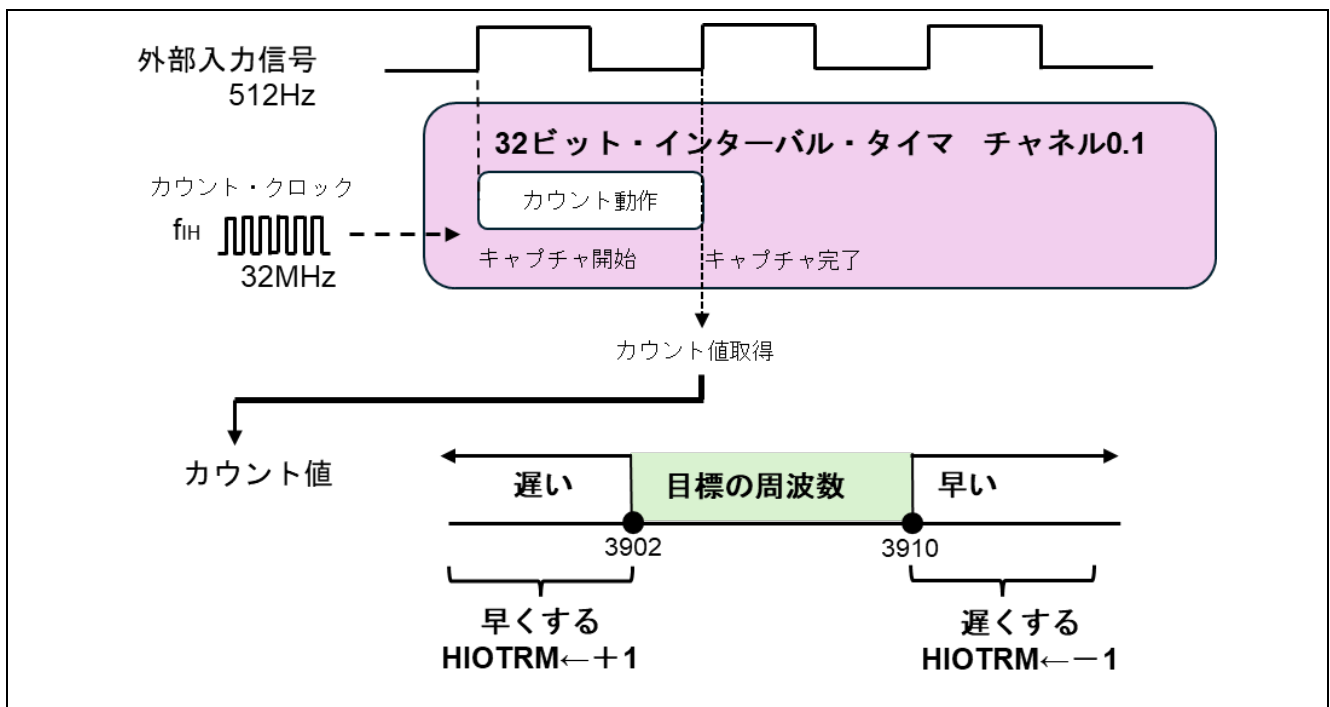 外部入力信号
512Hz
32ビット・インターバル・タイマ チャネル0.1
カウント・クロック
fIH
32MHz
カウント動作
キャプチャ開始
キャプチャ完了
カウント値取得
カウント値
遅い
目標の周波数
早い
3902
3910
早くする
HIOTRM←＋1
遅くする
HIOTRM←－1